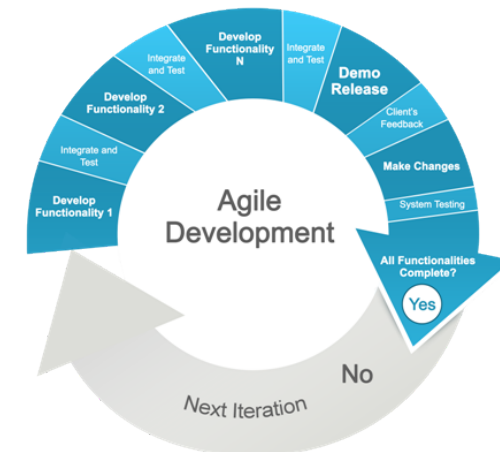 Develop
Functionality 1
Integrate and
Test
Develop
Functionality 2
Integrate
and Test
Develop
Functionality
N
Integrate
and Test
Demo
Release
Client's
Feedback
Make Changes
System Testing
All Functionalities
Complete?
Yes
No
Next Iteration
Agile
Development